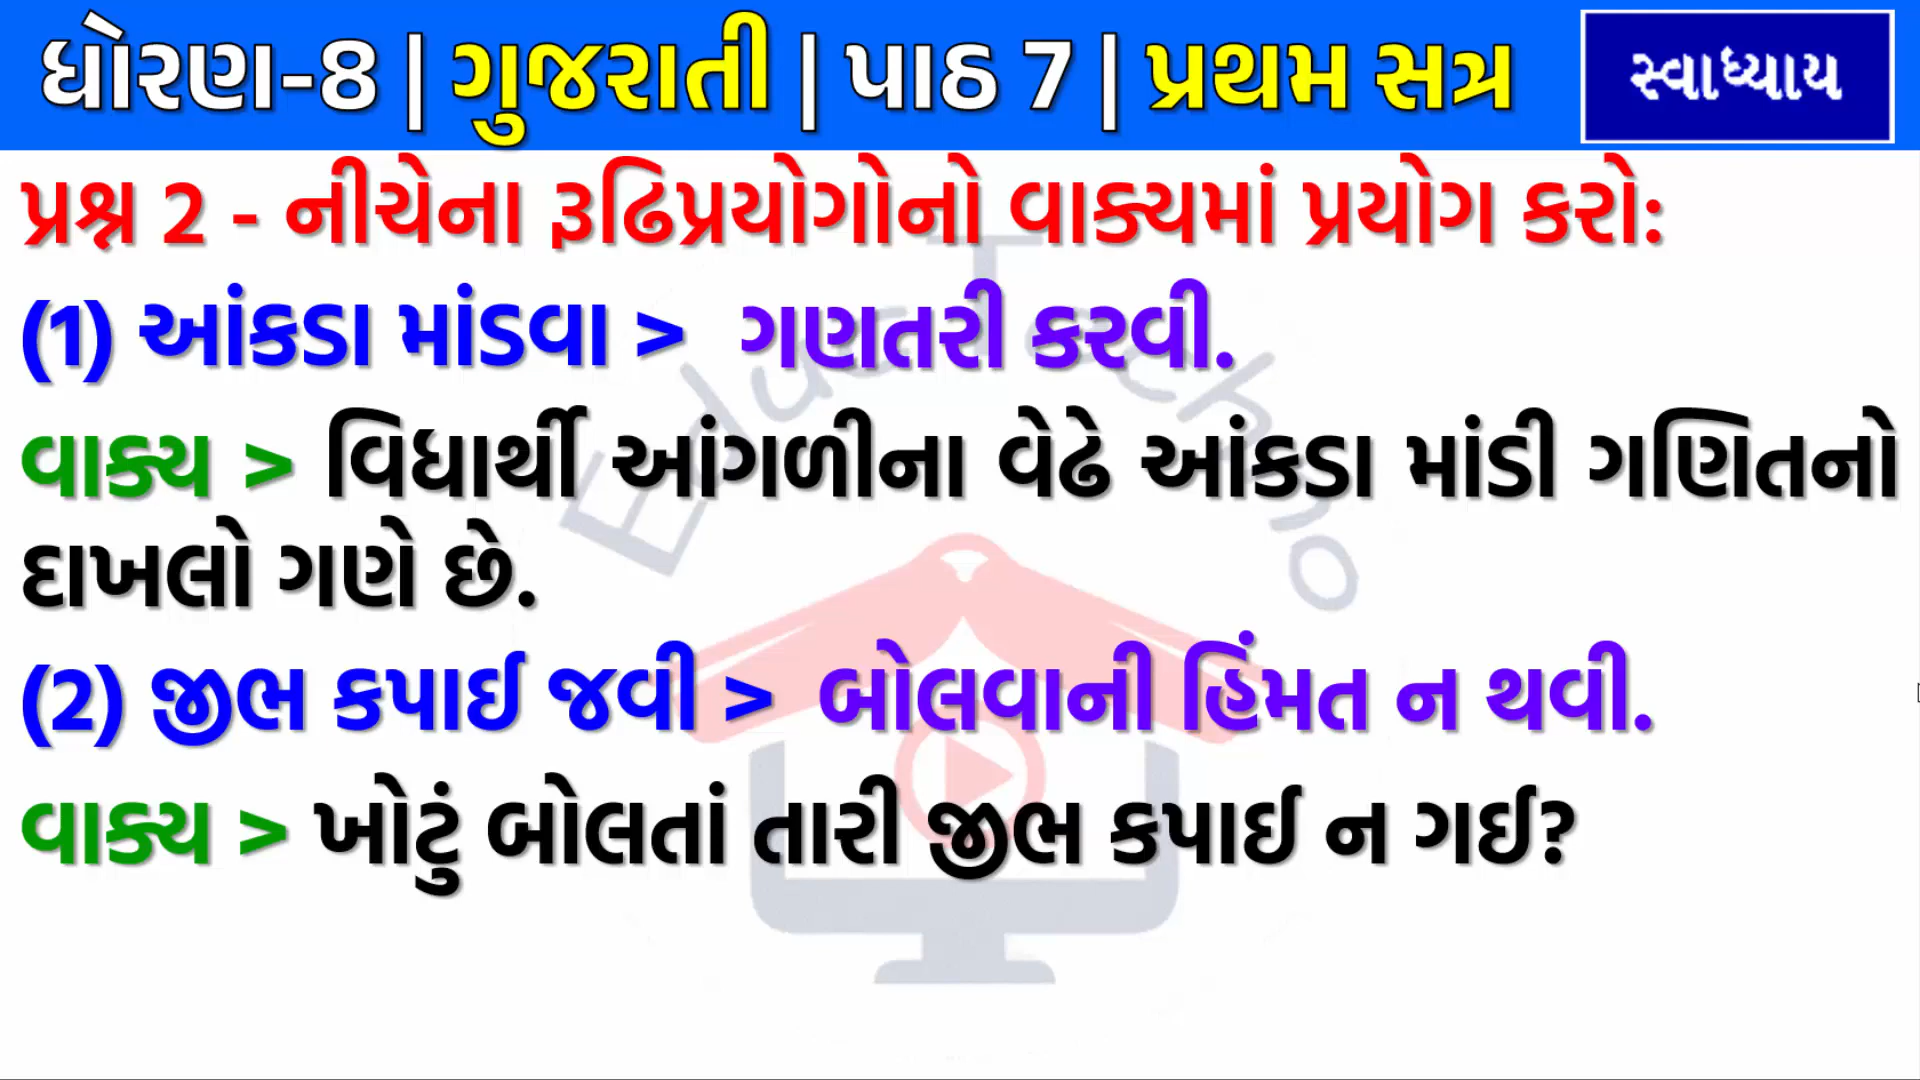 ધોરણ-8 | ગુજરાતી | પાઠ 7 | પ્રથમ સત્ર
સ્વાધ્યાય
પ્રશ્ન 2 - નીચેના રૂઢિપ્રયોગોનો વાક્યમાં પ્રયોગ કરો:
(1) આંકડા માંડવા > ગણતરી કરવી.
વાક્ય > વિધાર્થી આંગળીના વેઢે આંકડા માંડી ગણિતનો
દાખલો ગણે છે.
(2) જીભ કપાઈ જવી > બોલવાની હિંમત ન થવી.
વાક્ય > ખોટું બોલતાં તારી જીભ કપાઈ ન ગઈ?